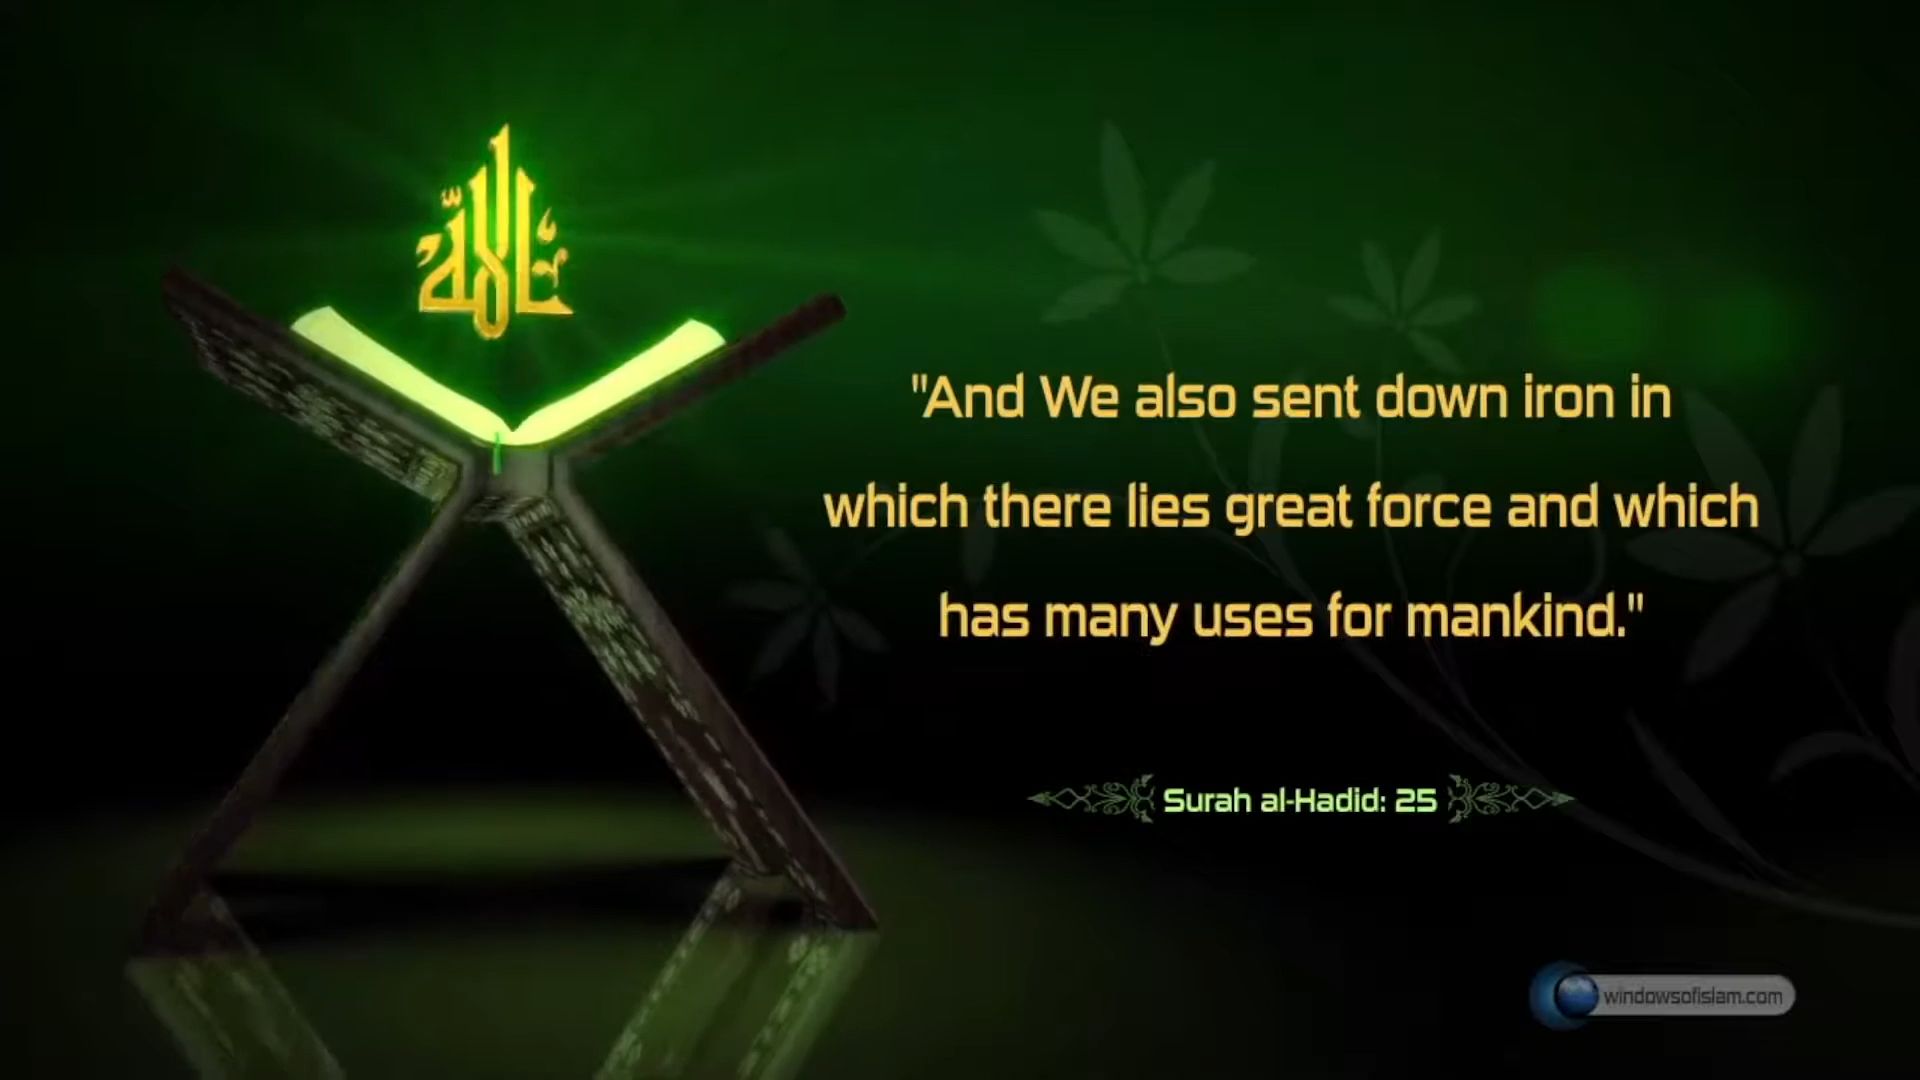 الله
"And We also sent down iron in
which there lies great force and which
has many uses for mankind."
Surah al-Hadid: 25
windowsofislam.com